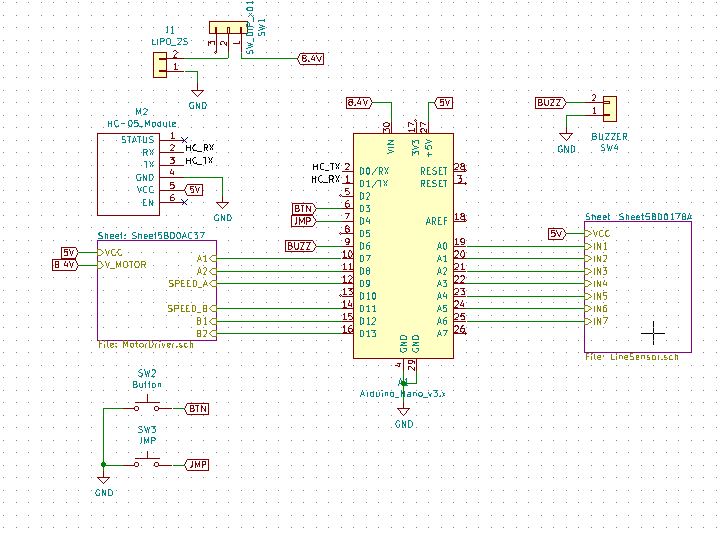 J1
LIPO_2S
2
1
GND
SW_DIP_x01
SW1
3
2
1
8.4V
M2
HC-05_Module
STATUS 1
RX 2 HC_RX
TX 3 HC_TX
GND 4
VCC 5 5V
EN 6
GND
8.4V
5V
30
17
27
VIN
3V3
+5V
HC_TX 2 D0/RX
HC_RX 1 D1/TX
5 D2
BTN 6 D3
JMP 7 D4
8 D5
BUZZ 9 D6
10 D7
11 D8
12 D9
13 D10
14 D11
15 D12
16 D13
RESET 28
RESET 3
AREF 18
A0 19
A1 20
A2 21
A3 22
A4 23
A5 24
A6 25
A7 26
GND
GND
4
29
Arduino_Nano_v3.x
GND
BUZZ 2
1
GND
BUZZER
SW4
Sheet: Sheet5BD0AC37
5V VCC
8.4V V_MOTOR
A1
A2
SPEED_A
SPEED_B
B1
B2
File: MotorDriver.sch
Sheet: Sheet5BD0178A
5V VCC
IN1
IN2
IN3
IN4
IN5
IN6
IN7
File: LineSensor.sch
SW2
Button
BTN
SW3
JMP
JMP
GND